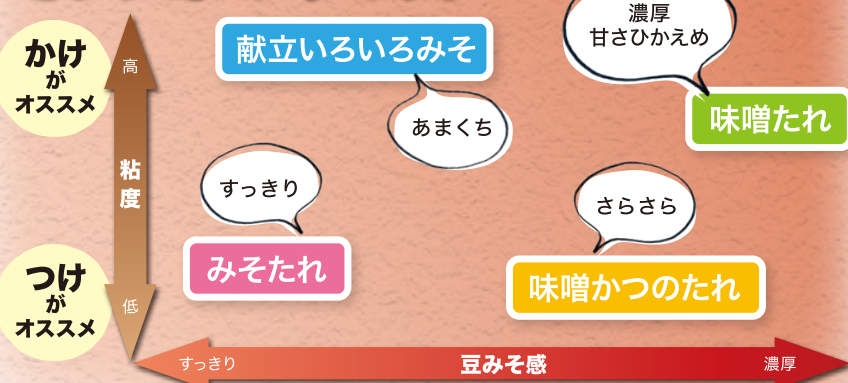 かけ
が
オススメ
高
献立いろいろみそ
濃厚
甘さひかえめ
味噌たれ
あまくち
粘度
すっきり
さらさら
みそたれ
味噌かつのたれ
つけ
が
オススメ
低
すっきり
豆みそ感
濃厚